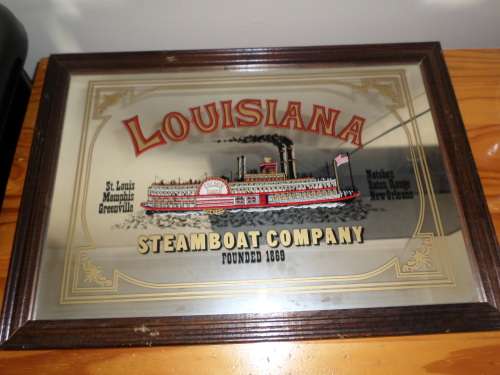 LOUISIANA
St. Louis
Memphis
Greenville
Natchez
Baton Rouge
New Orleans
STEAMBOAT COMPANY
FOUNDED 1869